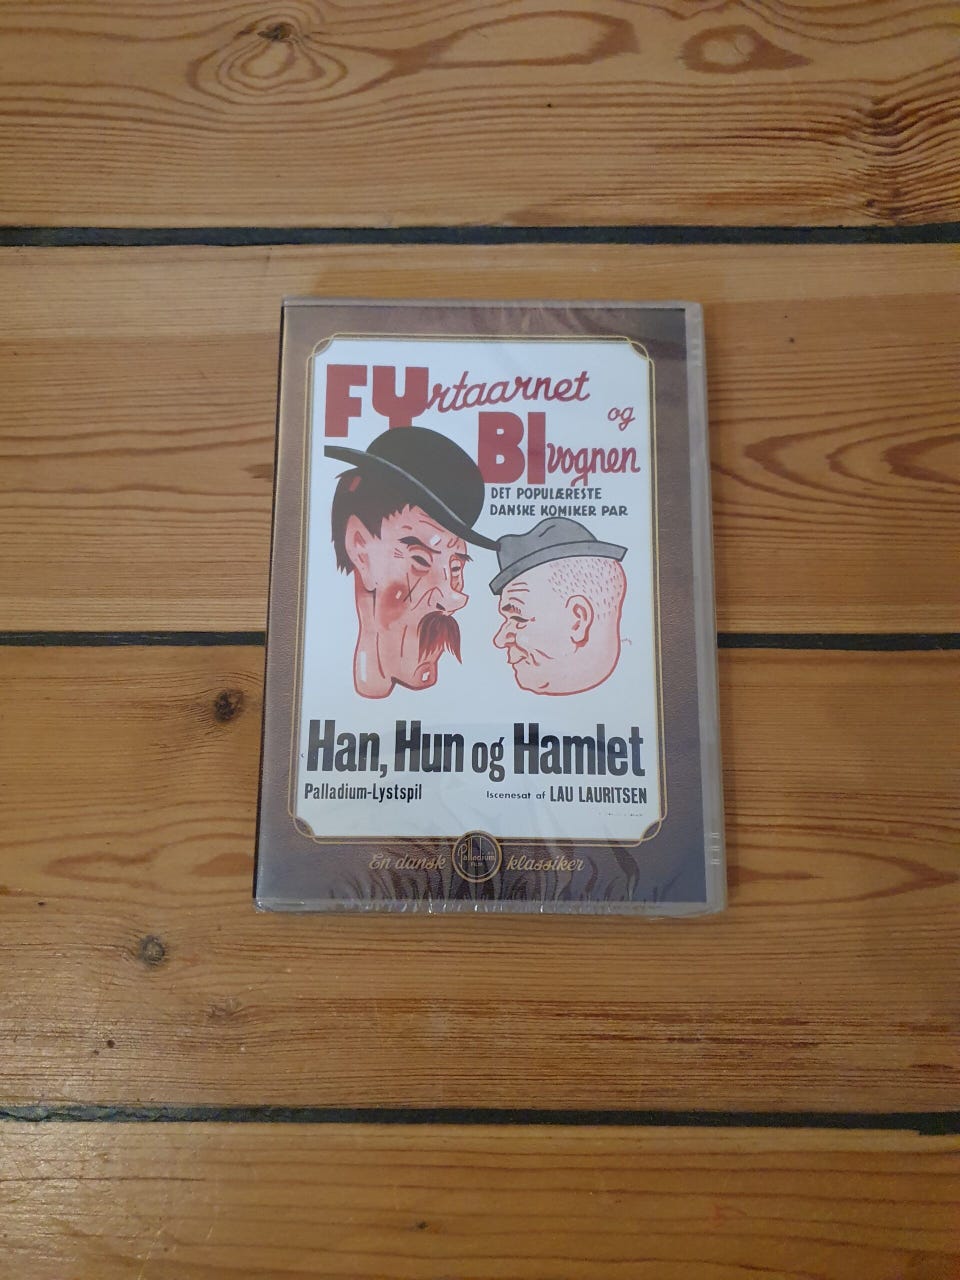 FYrtaarnet
og
BIvognen
DET POPULÆRESTE
DANSKE KOMIKER PAR
Han, Hun og Hamlet
Palladium-Lystspil
Iscenesat af LAU LAURITSEN
En dansk Palladium FILM klassiker